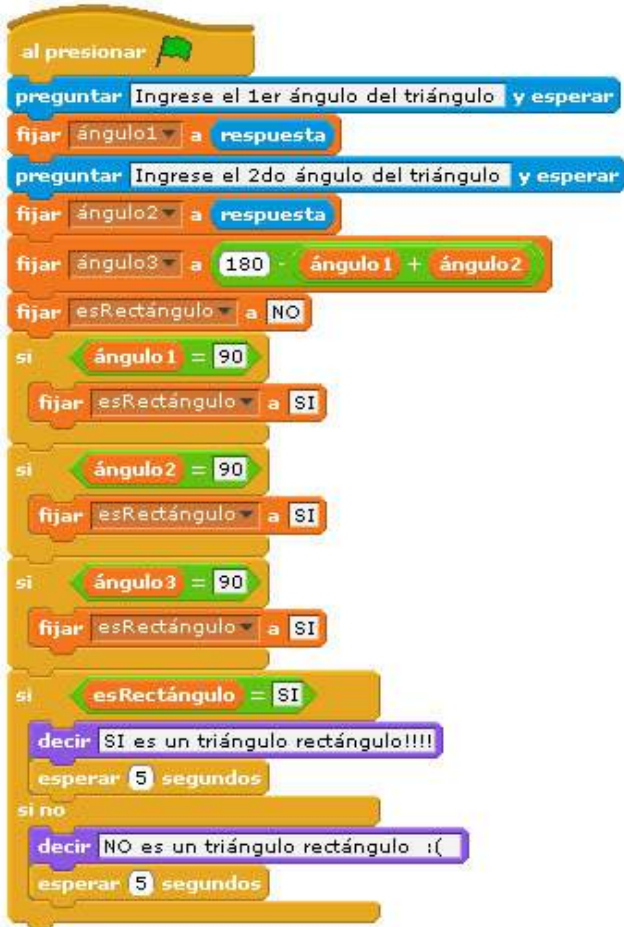 al presionar
preguntar Ingrese el 1er ángulo del triángulo y esperar
fijar ángulo1 a respuesta
preguntar Ingrese el 2do ángulo del triángulo y esperar
fijar ángulo2 a respuesta
fijar ángulo3 a 180 - ángulo1 + ángulo2
fijar esRectángulo a NO
si ángulo1 = 90
fijar esRectángulo a SI
si ángulo2 = 90
fijar esRectángulo a SI
si ángulo3 = 90
fijar esRectángulo a SI
si esRectángulo = SI
decir SI es un triángulo rectángulo!!!!
esperar 5 segundos
si no
decir NO es un triángulo rectángulo :(
esperar 5 segundos